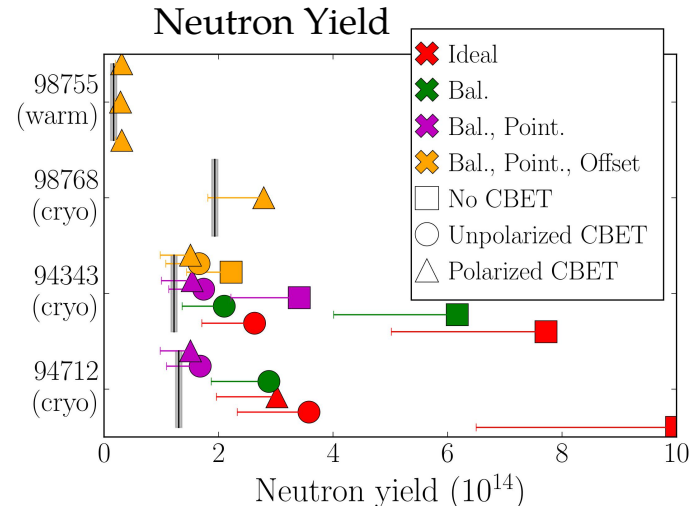 Neutron Yield
98755
(warm)
98768
(cryo)
94343
(cryo)
94712
(cryo)
Ideal
Bal.
Bal., Point.
Bal., Point., Offset
No CBET
Unpolarized CBET
Polarized CBET
0 2 4 6 8 10
Neutron yield (10¹⁴)